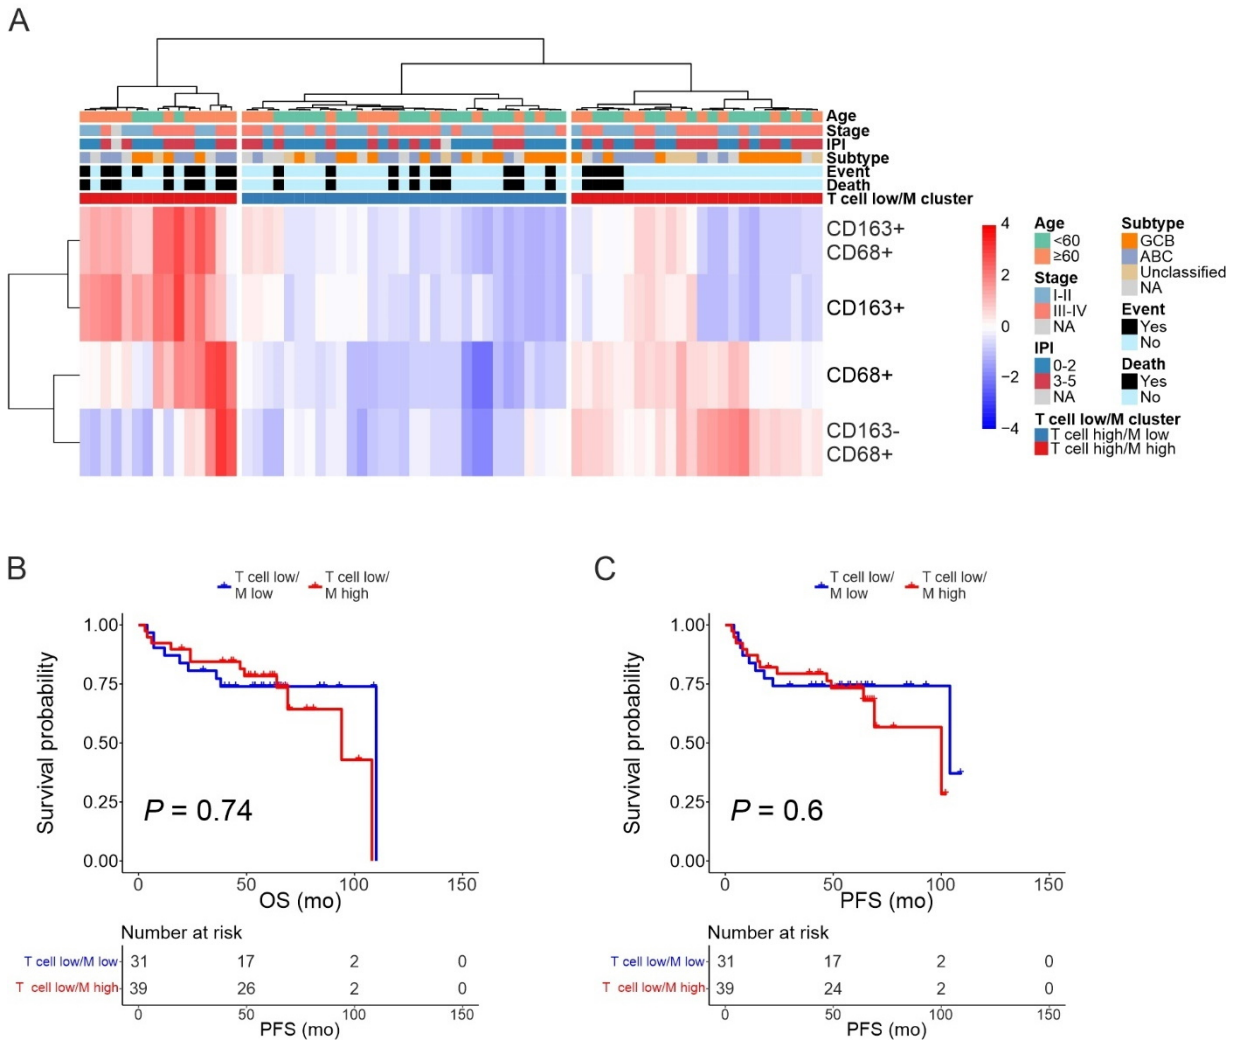 A
Age
Stage
IPI
Subtype
Event
Death
T cell low/M cluster
CD163+
CD68+
CD163+
CD68+
CD163-
CD68+
4
2
0
−2
−4
Age
<60
≥60
Stage
I-II
III-IV
NA
IPI
0-2
3-5
NA
Subtype
GCB
ABC
Unclassified
NA
Event
Yes
No
Death
Yes
No
T cell low/M cluster
T cell high/M low
T cell high/M high
B
T cell low/
M low
T cell low/
M high
Survival probability
1.00
0.75
0.50
0.25
0.00
P = 0.74
0 50 100 150
OS (mo)
Number at risk
T cell low/M low 31 17 2 0
T cell low/M high 39 26 2 0
0 50 100 150
PFS (mo)
C
T cell low/
M low
T cell low/
M high
Survival probability
1.00
0.75
0.50
0.25
0.00
P = 0.6
0 50 100 150
PFS (mo)
Number at risk
T cell low/M low 31 17 2 0
T cell low/M high 39 24 2 0
0 50 100 150
PFS (mo)